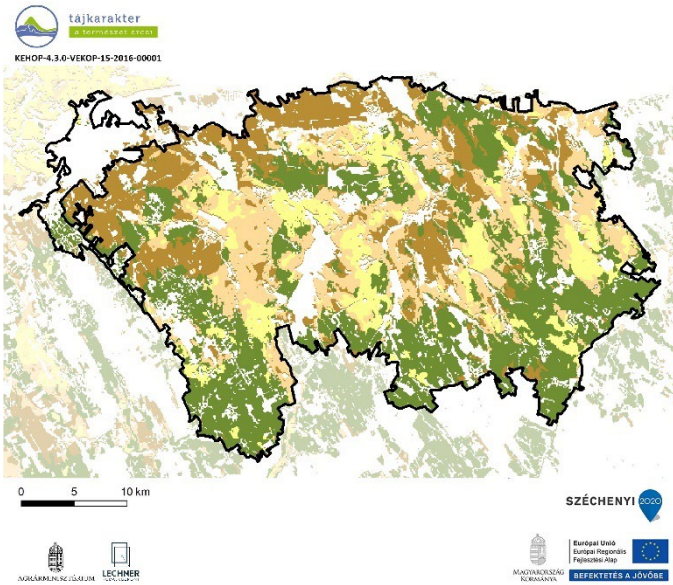 tájkarakter
a természet arcai
KEHOP-4.3.0-VEKOP-15-2016-00001
0 5 10 km
SZÉCHENYI 2020
AGRÁRMINISZTÉRIUM
LECHNER
MAGYARORSZÁG
KORMÁNYA
Európai Unió
Európai Regionális
Fejlesztési Alap
BEFEKTETÉS A JÖVŐBE